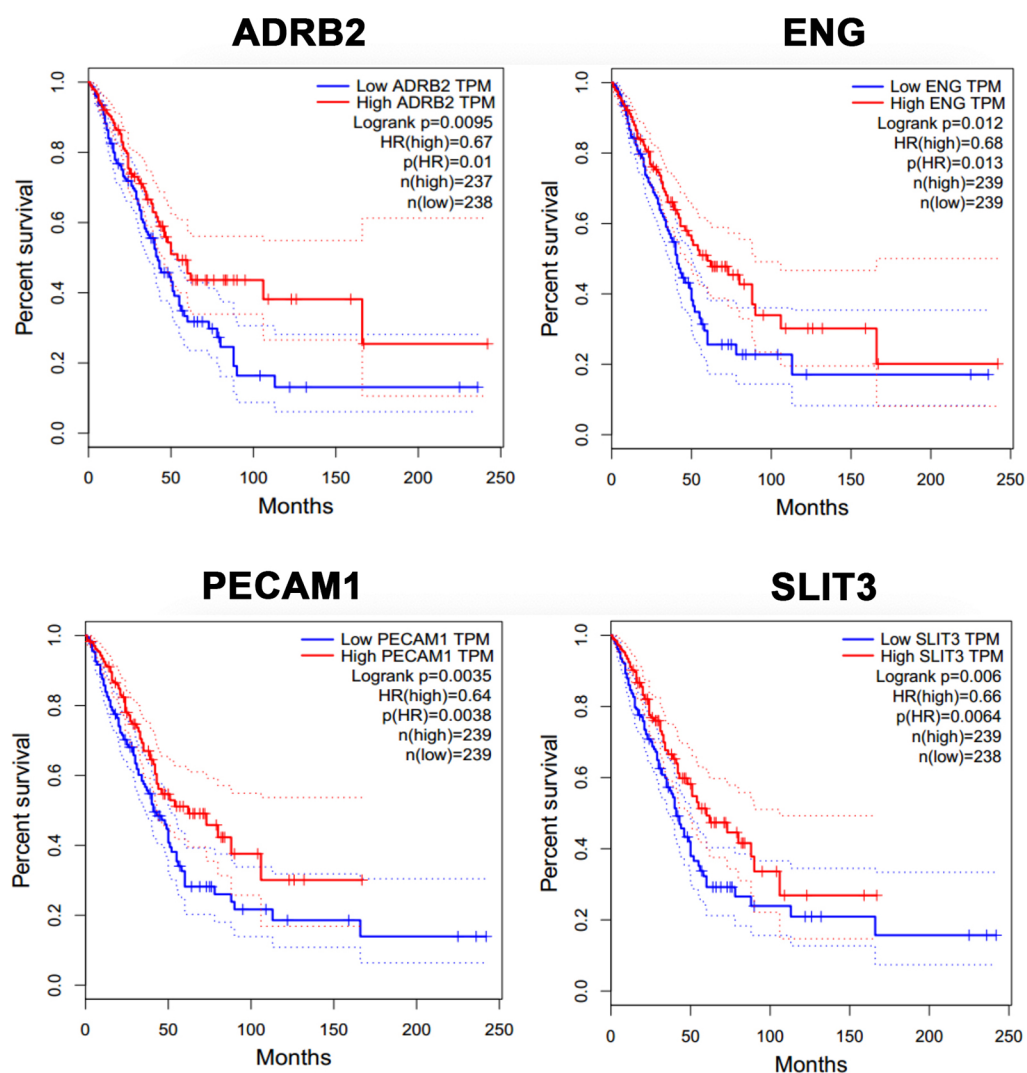 ADRB2
Low ADRB2 TPM
High ADRB2 TPM
Logrank p=0.0095
HR(high)=0.67
p(HR)=0.01
n(high)=237
n(low)=238
Percent survival
0.0 0.2 0.4 0.6 0.8 1.0
0 50 100 150 200 250
Months
ENG
Low ENG TPM
High ENG TPM
Logrank p=0.012
HR(high)=0.68
p(HR)=0.013
n(high)=239
n(low)=239
Percent survival
0.0 0.2 0.4 0.6 0.8 1.0
0 50 100 150 200 250
Months
PECAM1
Low PECAM1 TPM
High PECAM1 TPM
Logrank p=0.0035
HR(high)=0.64
p(HR)=0.0038
n(high)=239
n(low)=239
Percent survival
0.0 0.2 0.4 0.6 0.8 1.0
0 50 100 150 200 250
Months
SLIT3
Low SLIT3 TPM
High SLIT3 TPM
Logrank p=0.006
HR(high)=0.66
p(HR)=0.0064
n(high)=239
n(low)=238
Percent survival
0.0 0.2 0.4 0.6 0.8 1.0
0 50 100 150 200 250
Months